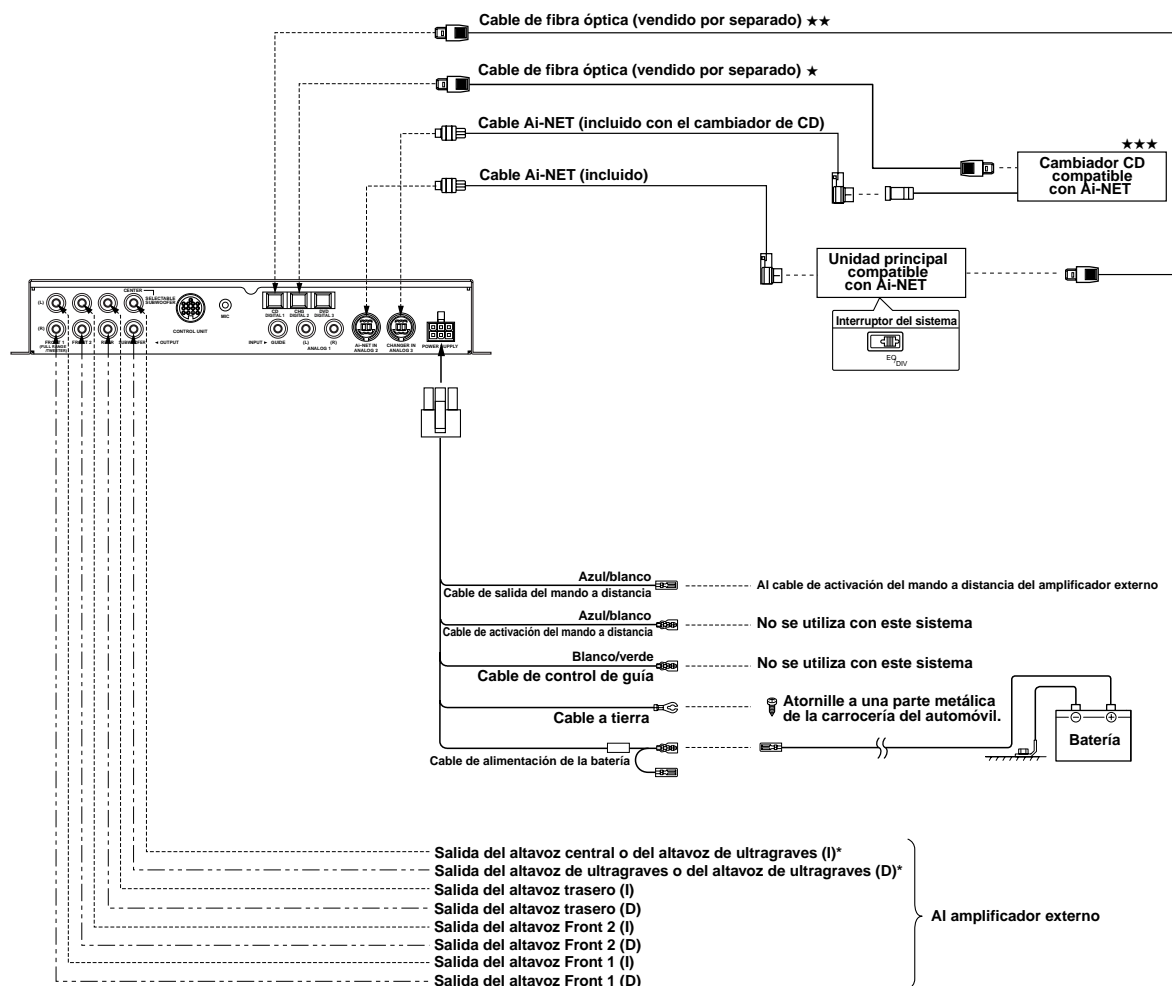 Cable de fibra óptica (vendido por separado) ★★
Cable de fibra óptica (vendido por separado) ★
Cable Ai-NET (incluido con el cambiador de CD)
★★★
Cambiador CD
compatible
con Ai-NET
Cable Ai-NET (incluido)
Unidad principal
compatible
con Ai-NET
Interruptor del sistema
EQ/DIV
CENTER
SELECTABLE
SUBWOOFER
(L)
(R)
CONTROL UNIT
MIC
CD
DIGITAL 1
CHG
DIGITAL 2
DVD
DIGITAL 3
FRONT 1
(FULL RANGE
/TWEETER)
FRONT 2
REAR
SUBWOOFER
◄ OUTPUT
INPUT ► GUIDE
(L)
(R)
ANALOG 1
Ai-NET IN
ANALOG 2
CHANGER IN
ANALOG 3
POWER SUPPLY
Azul/blanco
Cable de salida del mando a distancia
Al cable de activación del mando a distancia del amplificador externo
Azul/blanco
Cable de activación del mando a distancia
No se utiliza con este sistema
Blanco/verde
Cable de control de guía
No se utiliza con este sistema
Cable a tierra
Atornille a una parte metálica
de la carrocería del automóvil.
Cable de alimentación de la batería
Batería
Salida del altavoz central o del altavoz de ultragraves (I)*
Salida del altavoz de ultragraves o del altavoz de ultragraves (D)*
Salida del altavoz trasero (I)
Salida del altavoz trasero (D)
Salida del altavoz Front 2 (I)
Salida del altavoz Front 2 (D)
Salida del altavoz Front 1 (I)
Salida del altavoz Front 1 (D)
Al amplificador externo